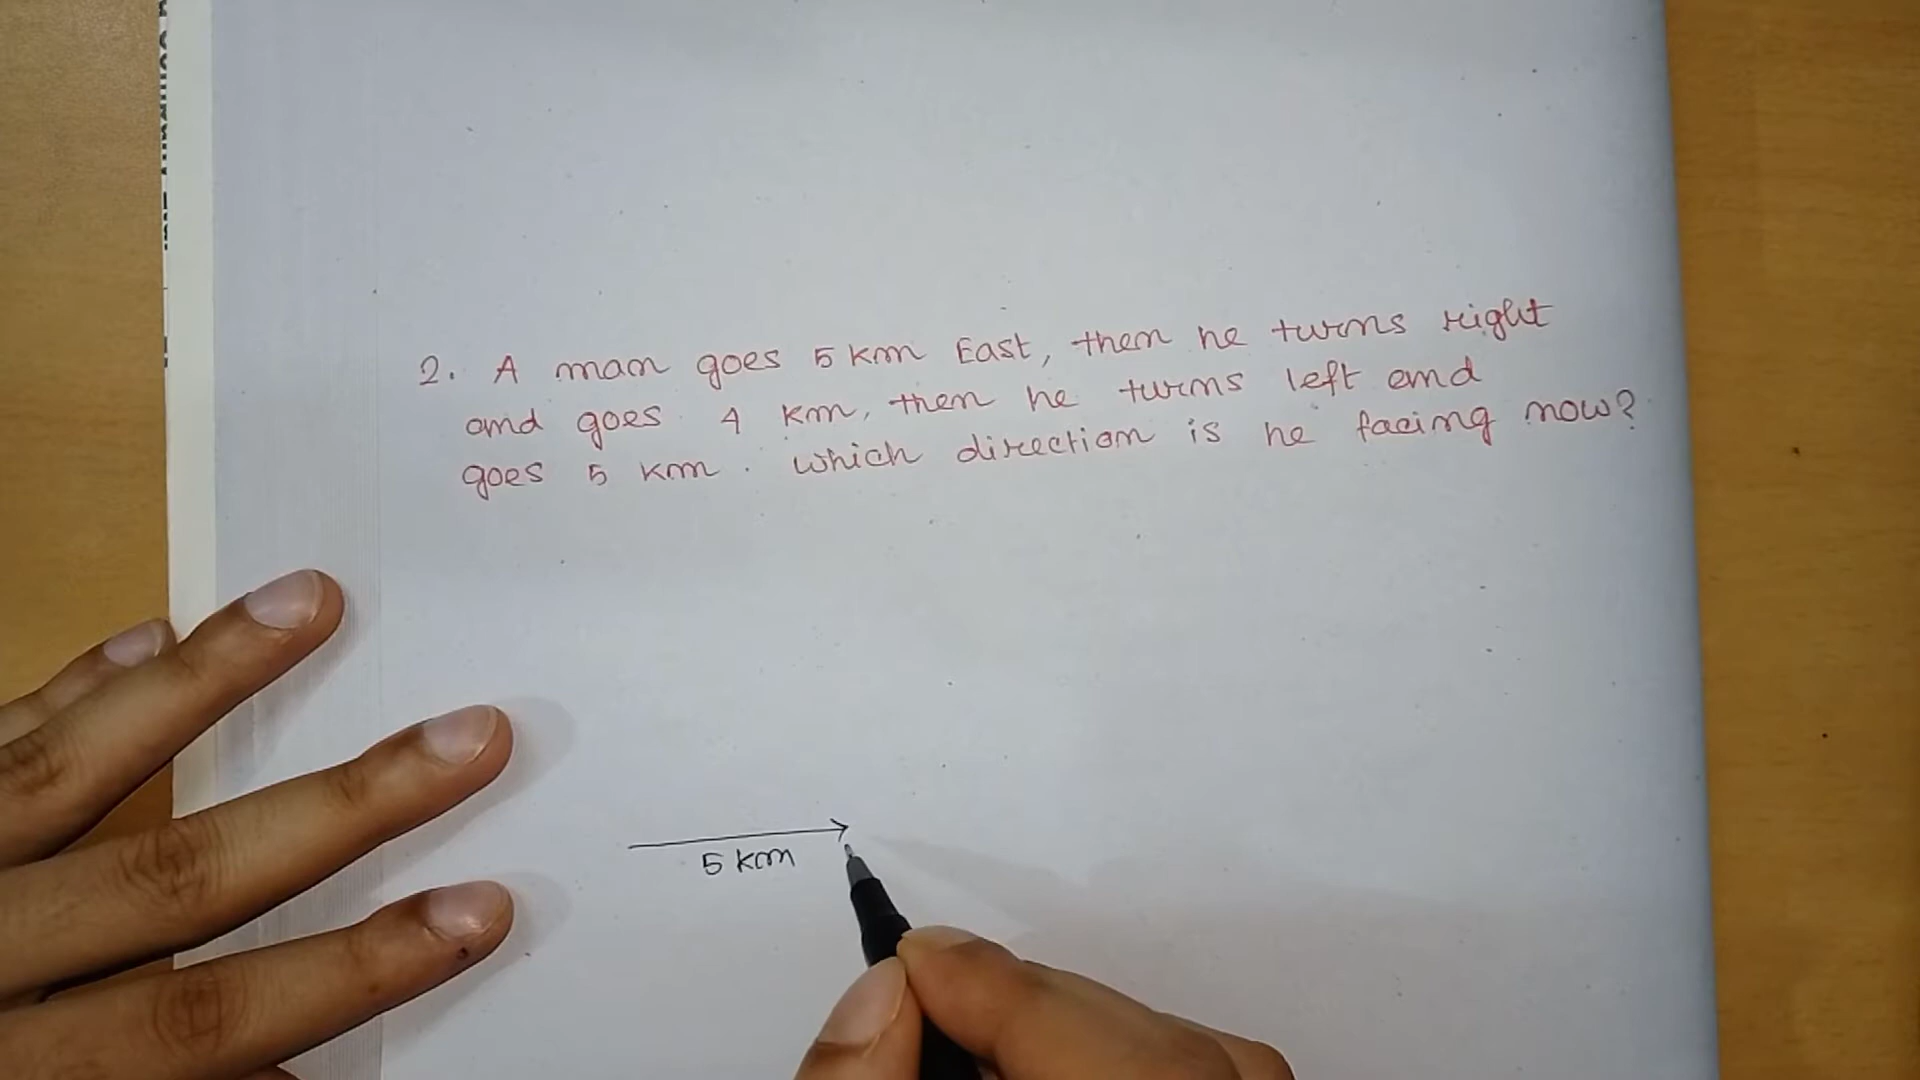 2. A man goes 5 km East, then he turns right
and goes 4 km, then he turns left and
goes 5 km. which direction is he facing now?
5 km